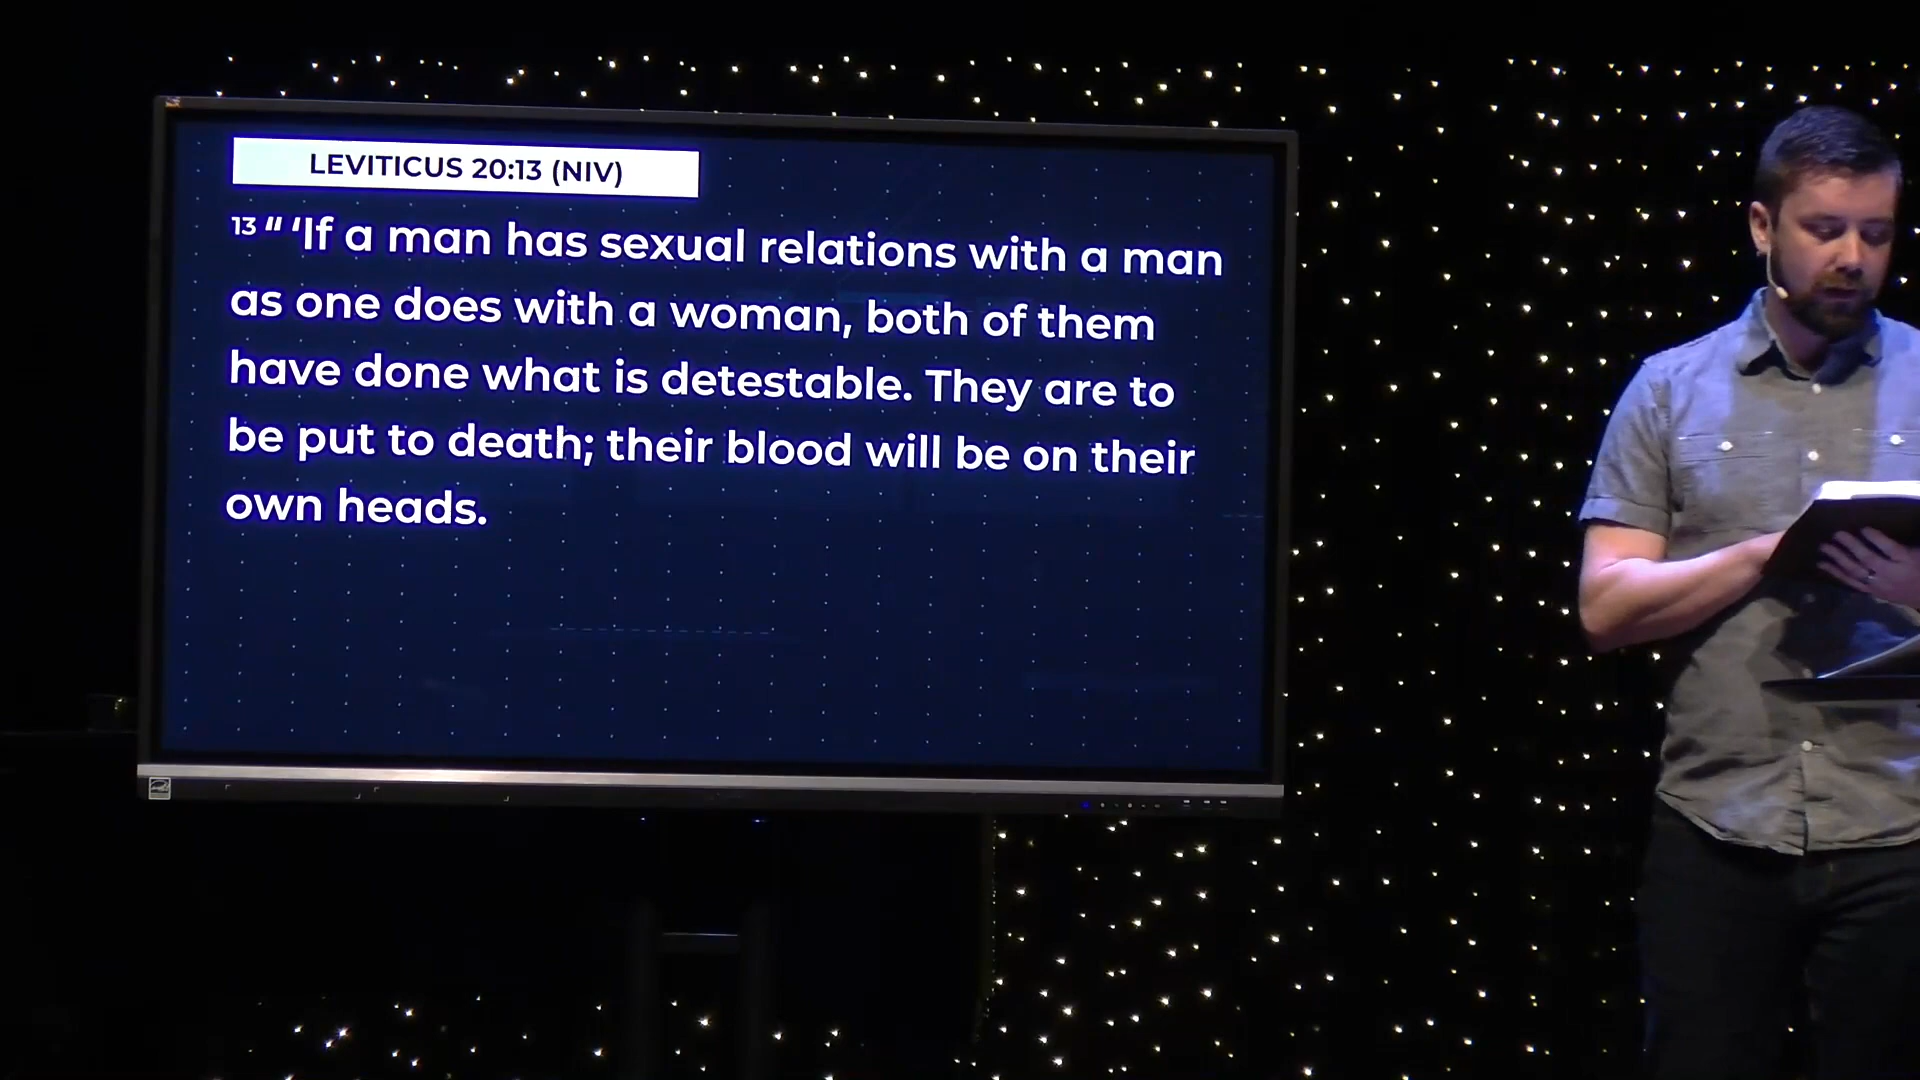 LEVITICUS 20:13 (NIV)
13 “ ‘If a man has sexual relations with a man
as one does with a woman, both of them
have done what is detestable. They are to
be put to death; their blood will be on their
own heads.